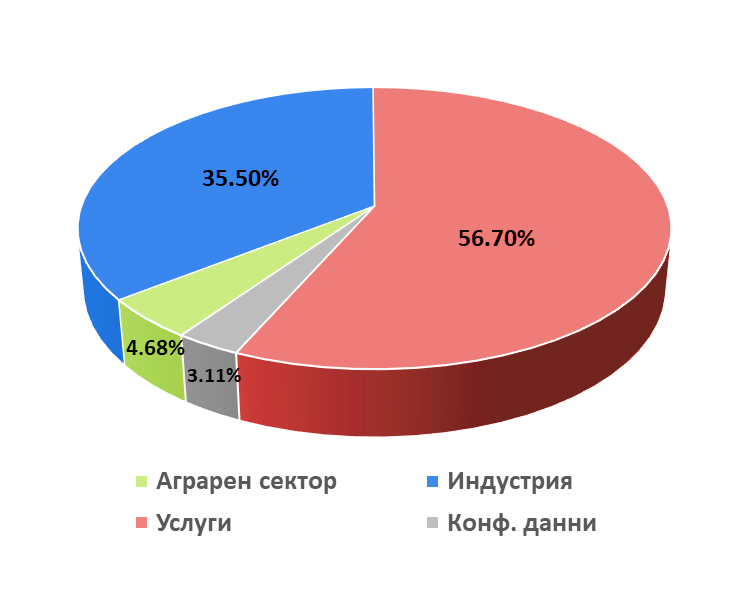 35.50%
56.70%
4.68%
3.11%
Аграрен сектор
Индустрия
Услуги
Конф. данни